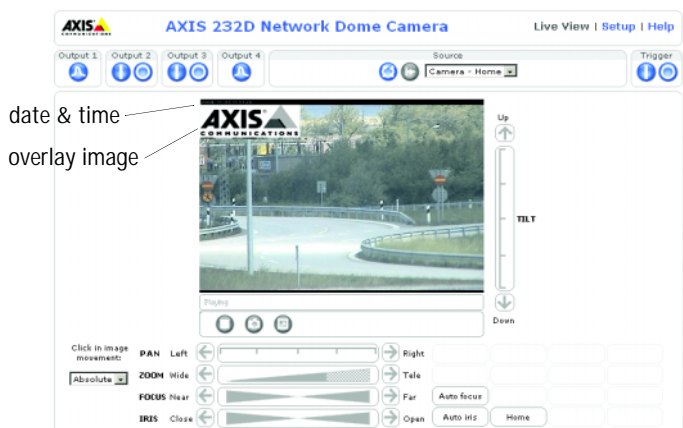 AXIS
COMMUNICATIONS
AXIS 232D Network Dome Camera
Live View | Setup | Help
Output 1 Output 2 Output 3 Output 4 Source Trigger
Camera - Home
date & time
overlay image
AXIS
COMMUNICATIONS
Up
TILT
Down
Playing
Click in image
movement:
Absolute
PAN Left Right
ZOOM Wide Tele
FOCUS Near Far Auto focus
IRIS Close Open Auto iris Home